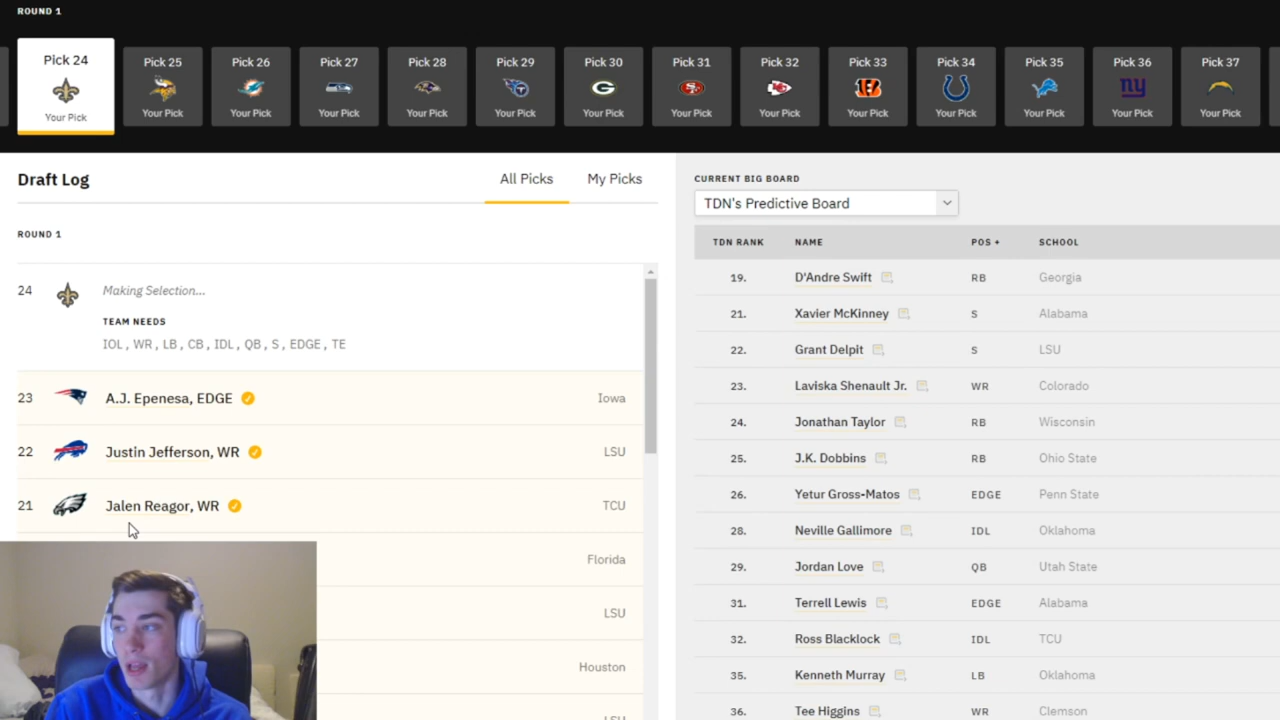 ROUND 1
Pick 24 Pick 25 Pick 26 Pick 27 Pick 28 Pick 29 Pick 30 Pick 31 Pick 32 Pick 33 Pick 34 Pick 35 Pick 36 Pick 37
G ny
Your Pick Your Pick Your Pick Your Pick Your Pick Your Pick Your Pick Your Pick Your Pick Your Pick Your Pick Your Pick Your Pick Your Pick
Draft Log All Picks My Picks
ROUND 1
24 Making Selection...
TEAM NEEDS
IOL, WR, LB, CB, IDL, QB, S, EDGE, TE
23 A.J. Epenesa, EDGE Iowa
22 Justin Jefferson, WR LSU
21 Jalen Reagor, WR TCU
Florida
LSU
Houston
LSU
CURRENT BIG BOARD
TDN's Predictive Board
TDN RANK NAME POS + SCHOOL
19. D'Andre Swift RB Georgia
21. Xavier McKinney S Alabama
22. Grant Delpit S LSU
23. Laviska Shenault Jr. WR Colorado
24. Jonathan Taylor RB Wisconsin
25. J.K. Dobbins RB Ohio State
26. Yetur Gross-Matos EDGE Penn State
28. Neville Gallimore IDL Oklahoma
29. Jordan Love QB Utah State
31. Terrell Lewis EDGE Alabama
32. Ross Blacklock IDL TCU
35. Kenneth Murray LB Oklahoma
36. Tee Higgins WR Clemson